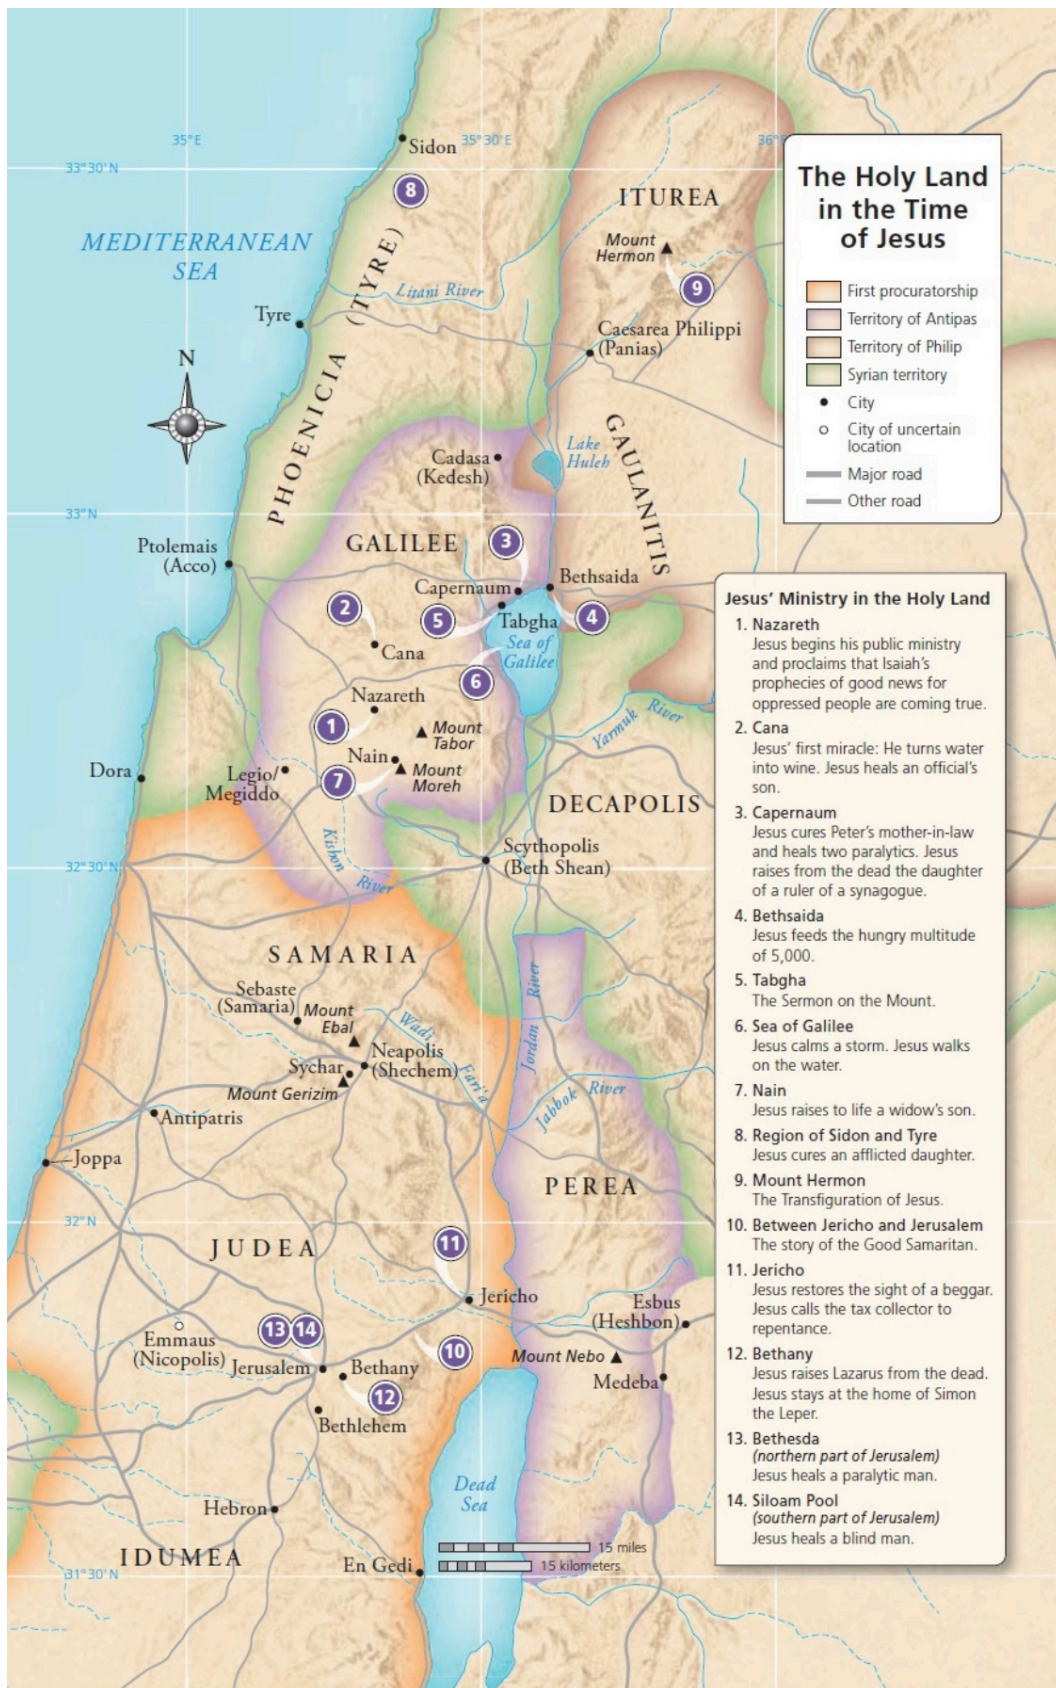 35°E
35°30'E
36°E
33°30'N
Sidon
8
MEDITERRANEAN
SEA
ITUREA
Mount
Hermon
9
PHOENICIA (TYRE)
Litani River
Tyre
Caesarea Philippi
(Panias)
N
GAULANITIS
Lake
Huleh
Cadasa
(Kedesh)
33°N
Ptolemais
(Acco)
GALILEE
3
Capernaum
Bethsaida
2
5
Tabgha
4
Cana
Sea of
Galilee
6
Nazareth
1
Mount
Tabor
Yarmuk River
Nain
Mount
Moreh
7
Dora
Legio/
Megiddo
DECAPOLIS
Kishon River
Scythopolis
(Beth Shean)
32°30'N
SAMARIA
Sebaste
(Samaria)
Mount
Ebal
Wadi Fari'a
Jordan River
Neapolis
(Shechem)
Sychar
Mount Gerizim
Jabbok River
Antipatris
Joppa
PEREA
32°N
JUDEA
11
Jericho
Esbus
(Heshbon)
Emmaus
(Nicopolis)
13
14
10
Jerusalem
Bethany
Mount Nebo
12
Medeba
Bethlehem
Dead
Sea
Hebron
IDUMEA
En Gedi
15 miles
15 kilometers
31°30'N
The Holy Land
in the Time
of Jesus
First procuratorship
Territory of Antipas
Territory of Philip
Syrian territory
City
City of uncertain
location
Major road
Other road
Jesus' Ministry in the Holy Land
1. Nazareth
Jesus begins his public ministry
and proclaims that Isaiah's
prophecies of good news for
oppressed people are coming true.
2. Cana
Jesus' first miracle: He turns water
into wine. Jesus heals an official's
son.
3. Capernaum
Jesus cures Peter's mother-in-law
and heals two paralytics. Jesus
raises from the dead the daughter
of a ruler of a synagogue.
4. Bethsaida
Jesus feeds the hungry multitude
of 5,000.
5. Tabgha
The Sermon on the Mount.
6. Sea of Galilee
Jesus calms a storm. Jesus walks
on the water.
7. Nain
Jesus raises to life a widow's son.
8. Region of Sidon and Tyre
Jesus cures an afflicted daughter.
9. Mount Hermon
The Transfiguration of Jesus.
10. Between Jericho and Jerusalem
The story of the Good Samaritan.
11. Jericho
Jesus restores the sight of a beggar.
Jesus calls the tax collector to
repentance.
12. Bethany
Jesus raises Lazarus from the dead.
Jesus stays at the home of Simon
the Leper.
13. Bethesda
(northern part of Jerusalem)
Jesus heals a paralytic man.
14. Siloam Pool
(southern part of Jerusalem)
Jesus heals a blind man.